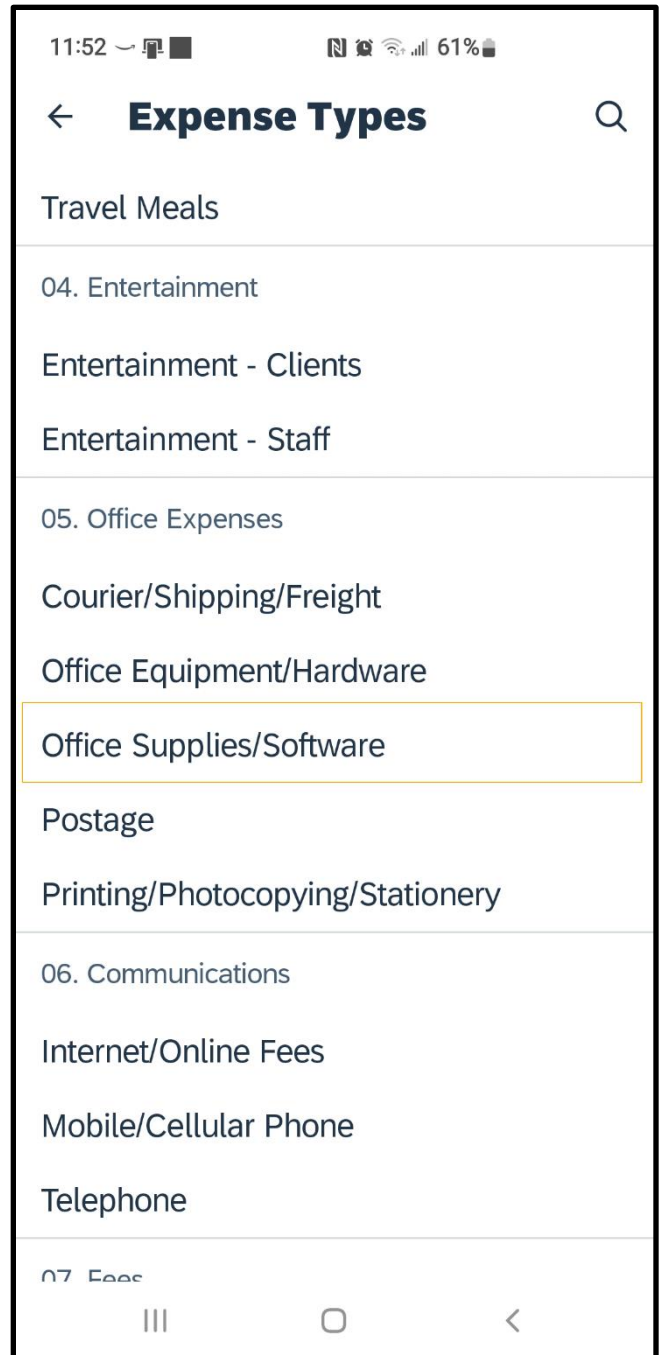 11:52 61%
Expense Types
Travel Meals
04. Entertainment
Entertainment - Clients
Entertainment - Staff
05. Office Expenses
Courier/Shipping/Freight
Office Equipment/Hardware
Office Supplies/Software
Postage
Printing/Photocopying/Stationery
06. Communications
Internet/Online Fees
Mobile/Cellular Phone
Telephone
07. Fees